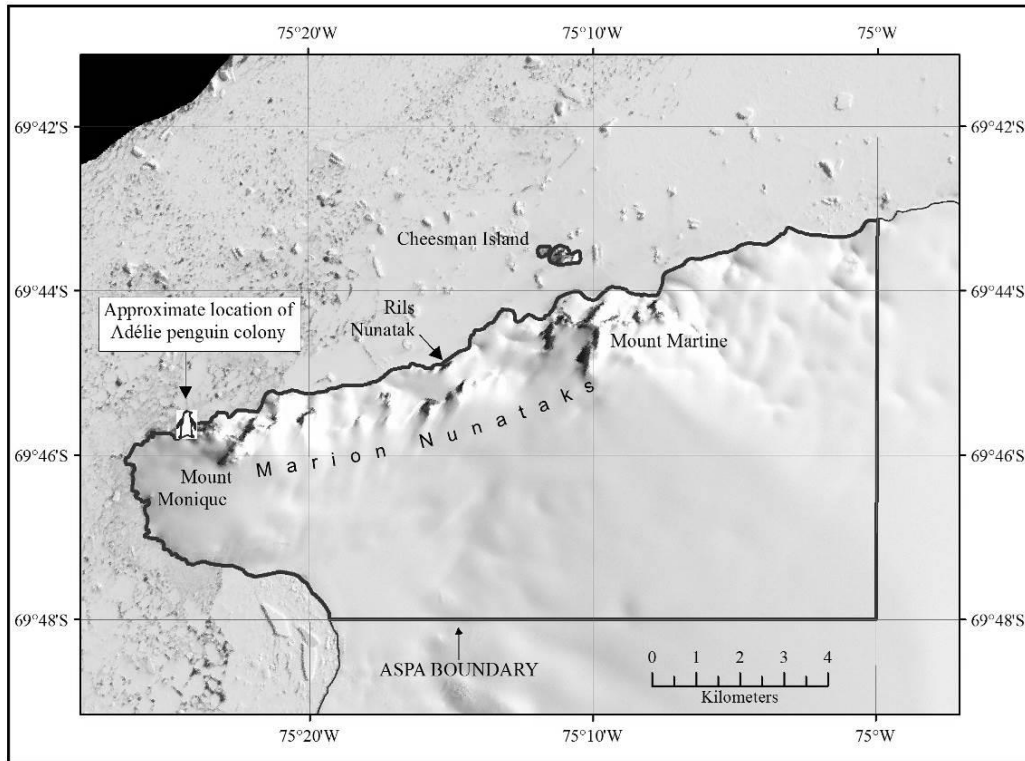 75°20'W 75°10'W 75°W
69°42'S 69°42'S
Cheesman Island
69°44'S 69°44'S
Approximate location of
Adélie penguin colony
Rils
Nunatak
Mount Martine
Marion Nunataks
69°46'S 69°46'S
Mount
Monique
69°48'S 69°48'S
ASPA BOUNDARY
0 1 2 3 4
Kilometers
75°20'W 75°10'W 75°W